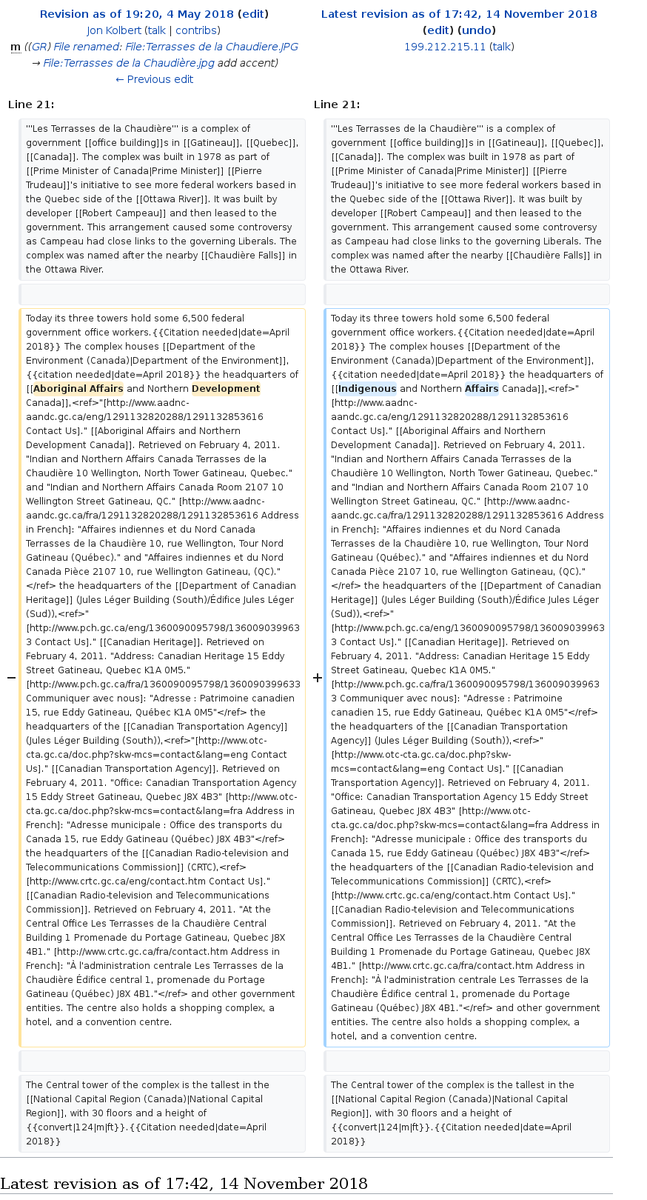 Revision as of 19:20, 4 May 2018 (edit)
Jon Kolbert (talk | contribs)
m ((GR) File renamed: File:Terrasses de la Chaudiere.JPG
→ File:Terrasses de la Chaudière.jpg add accent)
← Previous edit
Latest revision as of 17:42, 14 November 2018
(edit) (undo)
199.212.215.11 (talk)
Line 21:
'''Les Terrasses de la Chaudière''' is a complex of
government [[office building]]s in [[Gatineau]], [[Quebec]],
[[Canada]]. The complex was built in 1978 as part of
[[Prime Minister of Canada|Prime Minister]] [[Pierre
Trudeau]]'s initiative to see more federal workers based in
the Quebec side of the [[Ottawa River]]. It was built by
developer [[Robert Campeau]] and then leased to the
government. This arrangement caused some controversy
as Campeau had close links to the governing Liberals. The
complex was named after the nearby [[Chaudière Falls]] in
the Ottawa River.
−
Today its three towers hold some 6,500 federal
government office workers.{{Citation needed|date=April
2018}} The complex houses [[Department of the
Environment (Canada)|Department of the Environment]],
{{citation needed|date=April 2018}} the headquarters of
[[Aboriginal Affairs and Northern Development
Canada]],<ref>"[http://www.aadnc-
aandc.gc.ca/eng/1291132820288/1291132853616
Contact Us]." [[Aboriginal Affairs and Northern
Development Canada]]. Retrieved on February 4, 2011.
"Indian and Northern Affairs Canada Terrasses de la
Chaudière 10 Wellington, North Tower Gatineau, Quebec."
and "Indian and Northern Affairs Canada Room 2107 10
Wellington Street Gatineau, QC." [http://www.aadnc-
aandc.gc.ca/fra/1291132820288/1291132853616 Address
in French]: "Affaires indiennes et du Nord Canada
Terrasses de la Chaudière 10, rue Wellington, Tour Nord
Gatineau (Québec)." and "Affaires indiennes et du Nord
Canada Pièce 2107 10, rue Wellington Gatineau, (QC)."
</ref> the headquarters of the [[Department of Canadian
Heritage]] (Jules Léger Building (South)/Édifice Jules Léger
(Sud)),<ref>"
[http://www.pch.gc.ca/eng/1360090095798/136009039963
3 Contact Us]." [[Canadian Heritage]]. Retrieved on
February 4, 2011. "Address: Canadian Heritage 15 Eddy
Street Gatineau, Quebec K1A 0M5."
[http://www.pch.gc.ca/fra/1360090095798/1360090399633
Communiquer avec nous]: "Adresse : Patrimoine canadien
15, rue Eddy Gatineau, Québec K1A 0M5"</ref> the
headquarters of the [[Canadian Transportation Agency]]
(Jules Léger Building (South)),<ref>"[http://www.otc-
cta.gc.ca/doc.php?skw-mcs=contact&lang=eng Contact
Us]." [[Canadian Transportation Agency]]. Retrieved on
February 4, 2011. "Office: Canadian Transportation Agency
15 Eddy Street Gatineau, Quebec J8X 4B3" [http://www.otc-
cta.gc.ca/doc.php?skw-mcs=contact&lang=fra Address in
French]: "Adresse municipale : Office des transports du
Canada 15, rue Eddy Gatineau (Québec) J8X 4B3"</ref>
the headquarters of the [[Canadian Radio-television and
Telecommunications Commission]] (CRTC),<ref>
[http://www.crtc.gc.ca/eng/contact.htm Contact Us]."
[[Canadian Radio-television and Telecommunications
Commission]]. Retrieved on February 4, 2011. "At the
Central Office Les Terrasses de la Chaudière Central
Building 1 Promenade du Portage Gatineau, Quebec J8X
4B1." [http://www.crtc.gc.ca/fra/contact.htm Address in
French]: "À l'administration centrale Les Terrasses de la
Chaudière Édifice central 1, promenade du Portage
Gatineau (Québec) J8X 4B1."</ref> and other government
entities. The centre also holds a shopping complex, a
hotel, and a convention centre.
The Central tower of the complex is the tallest in the
[[National Capital Region (Canada)|National Capital
Region]], with 30 floors and a height of
{{convert|124|m|ft}}.{{Citation needed|date=April
2018}}
Line 21:
'''Les Terrasses de la Chaudière''' is a complex of
government [[office building]]s in [[Gatineau]], [[Quebec]],
[[Canada]]. The complex was built in 1978 as part of
[[Prime Minister of Canada|Prime Minister]] [[Pierre
Trudeau]]'s initiative to see more federal workers based in
the Quebec side of the [[Ottawa River]]. It was built by
developer [[Robert Campeau]] and then leased to the
government. This arrangement caused some controversy
as Campeau had close links to the governing Liberals. The
complex was named after the nearby [[Chaudière Falls]] in
the Ottawa River.
+
Today its three towers hold some 6,500 federal
government office workers.{{Citation needed|date=April
2018}} The complex houses [[Department of the
Environment (Canada)|Department of the Environment]],
{{citation needed|date=April 2018}} the headquarters of
[[Indigenous and Northern Affairs Canada]],<ref>"
[http://www.aadnc-
aandc.gc.ca/eng/1291132820288/1291132853616
Contact Us]." [[Aboriginal Affairs and Northern
Development Canada]]. Retrieved on February 4, 2011.
"Indian and Northern Affairs Canada Terrasses de la
Chaudière 10 Wellington, North Tower Gatineau, Quebec."
and "Indian and Northern Affairs Canada Room 2107 10
Wellington Street Gatineau, QC." [http://www.aadnc-
aandc.gc.ca/fra/1291132820288/1291132853616 Address
in French]: "Affaires indiennes et du Nord Canada
Terrasses de la Chaudière 10, rue Wellington, Tour Nord
Gatineau (Québec)." and "Affaires indiennes et du Nord
Canada Pièce 2107 10, rue Wellington Gatineau, (QC)."
</ref> the headquarters of the [[Department of Canadian
Heritage]] (Jules Léger Building (South)/Édifice Jules Léger
(Sud)),<ref>"
[http://www.pch.gc.ca/eng/1360090095798/136009039963
3 Contact Us]." [[Canadian Heritage]]. Retrieved on
February 4, 2011. "Address: Canadian Heritage 15 Eddy
Street Gatineau, Quebec K1A 0M5."
[http://www.pch.gc.ca/fra/1360090095798/136009039963
3 Communiquer avec nous]: "Adresse : Patrimoine
canadien 15, rue Eddy Gatineau, Québec K1A 0M5"</ref>
the headquarters of the [[Canadian Transportation
Agency]] (Jules Léger Building (South)),<ref>"
[http://www.otc-cta.gc.ca/doc.php?skw-
mcs=contact&lang=eng Contact Us]." [[Canadian
Transportation Agency]]. Retrieved on February 4, 2011.
"Office: Canadian Transportation Agency 15 Eddy Street
Gatineau, Quebec J8X 4B3" [http://www.otc-
cta.gc.ca/doc.php?skw-mcs=contact&lang=fra Address in
French]: "Adresse municipale : Office des transports du
Canada 15, rue Eddy Gatineau (Québec) J8X 4B3"</ref>
the headquarters of the [[Canadian Radio-television and
Telecommunications Commission]] (CRTC),<ref>
[http://www.crtc.gc.ca/eng/contact.htm Contact Us]."
[[Canadian Radio-television and Telecommunications
Commission]]. Retrieved on February 4, 2011. "At the
Central Office Les Terrasses de la Chaudière Central
Building 1 Promenade du Portage Gatineau, Quebec J8X
4B1." [http://www.crtc.gc.ca/fra/contact.htm Address in
French]: "À l'administration centrale Les Terrasses de la
Chaudière Édifice central 1, promenade du Portage
Gatineau (Québec) J8X 4B1."</ref> and other government
entities. The centre also holds a shopping complex, a
hotel, and a convention centre.
The Central tower of the complex is the tallest in the
[[National Capital Region (Canada)|National Capital
Region]], with 30 floors and a height of
{{convert|124|m|ft}}.{{Citation needed|date=April
2018}}
Latest revision as of 17:42, 14 November 2018